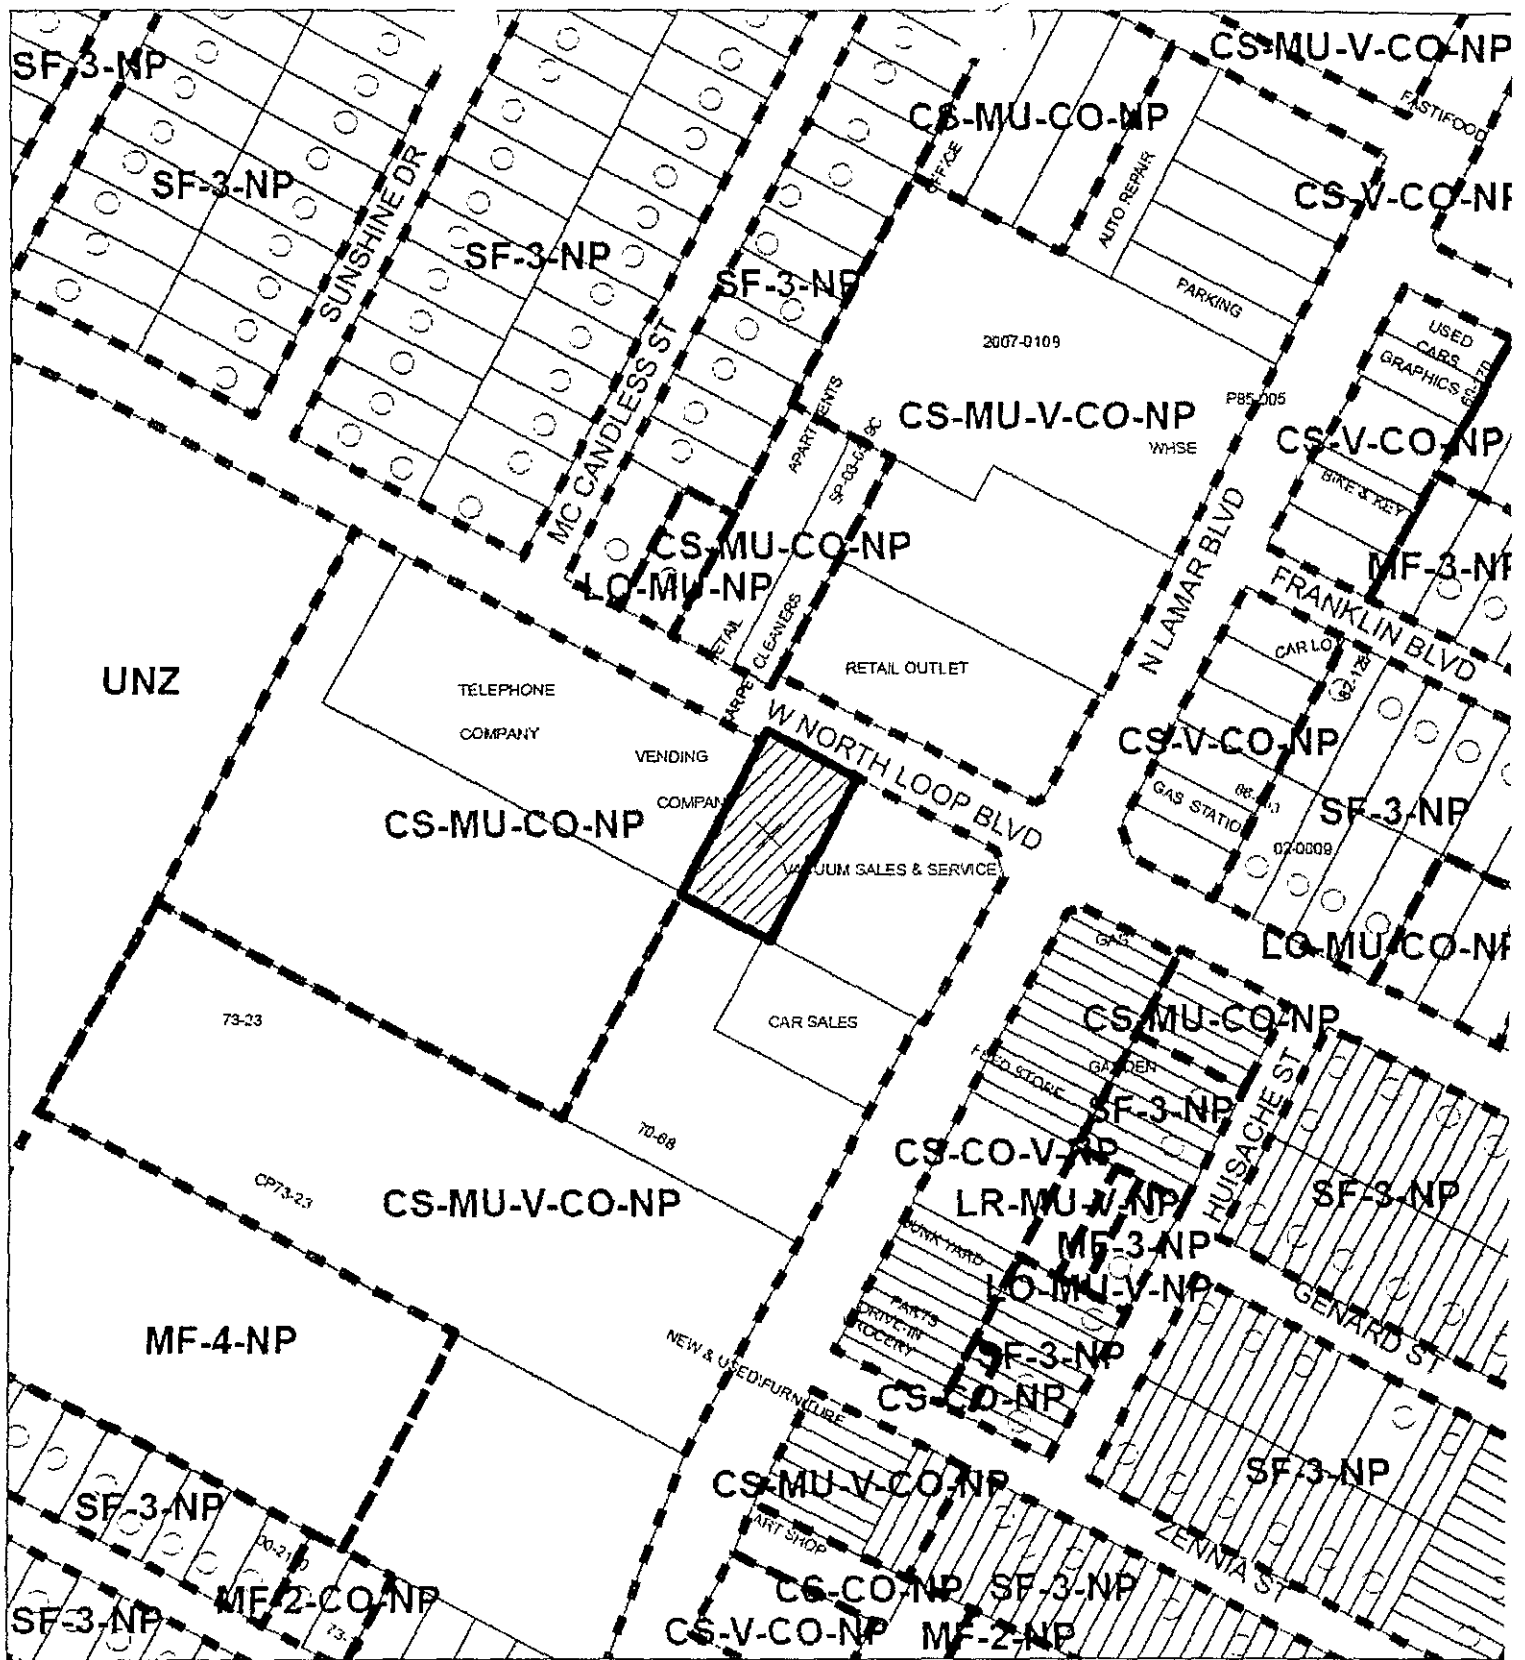 CS-MU-V-CO-NP
SF-3-NP
FAST FOOD
CS-MU-CO-NP
OFFICE
AUTO REPAIR
SF-3-NP
SUNSHINE DR
CS-V-CO-NP
SF-3-NP
SF-3-NP
PARKING
2007-0109
USED
CARS
GRAPHICS
MC CANDLESS ST
APARTMENTS
CS-MU-V-CO-NP
P85-005
WHSE
CS-V-CO-NP
BIKE & KEY
N LAMAR BLVD
CS-MU-CO-NP
LO-MU-NP
MF-3-NP
FRANKLIN BLVD
RETAIL
CLEANERS
RETAIL OUTLET
CAR LOT
UNZ
TELEPHONE
COMPANY
W NORTH LOOP BLVD
CS-V-CO-NP
VENDING
COMPAN
GAS STATIO
CS-MU-CO-NP
SF-3-NP
02-0009
VACUUM SALES & SERVICE
GAS
LO-MU-CO-NP
73-23
CAR SALES
CS-MU-CO-NP
FEED STORE
GARDEN
SF-3-NP
HUISACHE ST
70-68
CS-CO-V-NP
CP73-23
CS-MU-V-CO-NP
LR-MU-V-NP
SF-3-NP
JUNK YARD
MF-3-NP
LO-MU-V-NP
GENARD ST
PARTS
DRIVE-IN
ROCERY
MF-4-NP
NEW & USED FURNITURE
SF-3-NP
CS-CO-NP
CS-MU-V-CO-NP
SF-3-NP
SF-3-NP
ART SHOP
ZENNIA ST
MF-2-CO-NP
CS-CO-NP
SF-3-NP
SF-3-NP
CS-V-CO-NP
MF-2-NP